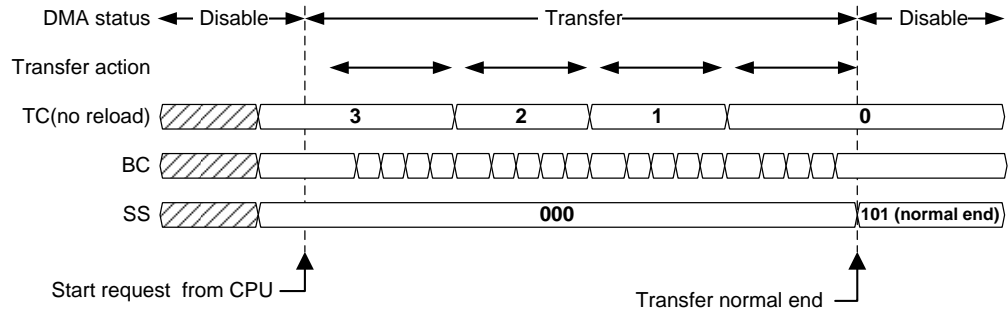 DMA status Disable Transfer Disable
Transfer action
TC(no reload) 3 2 1 0
BC
SS 000 101 (normal end)
Start request from CPU
Transfer normal end